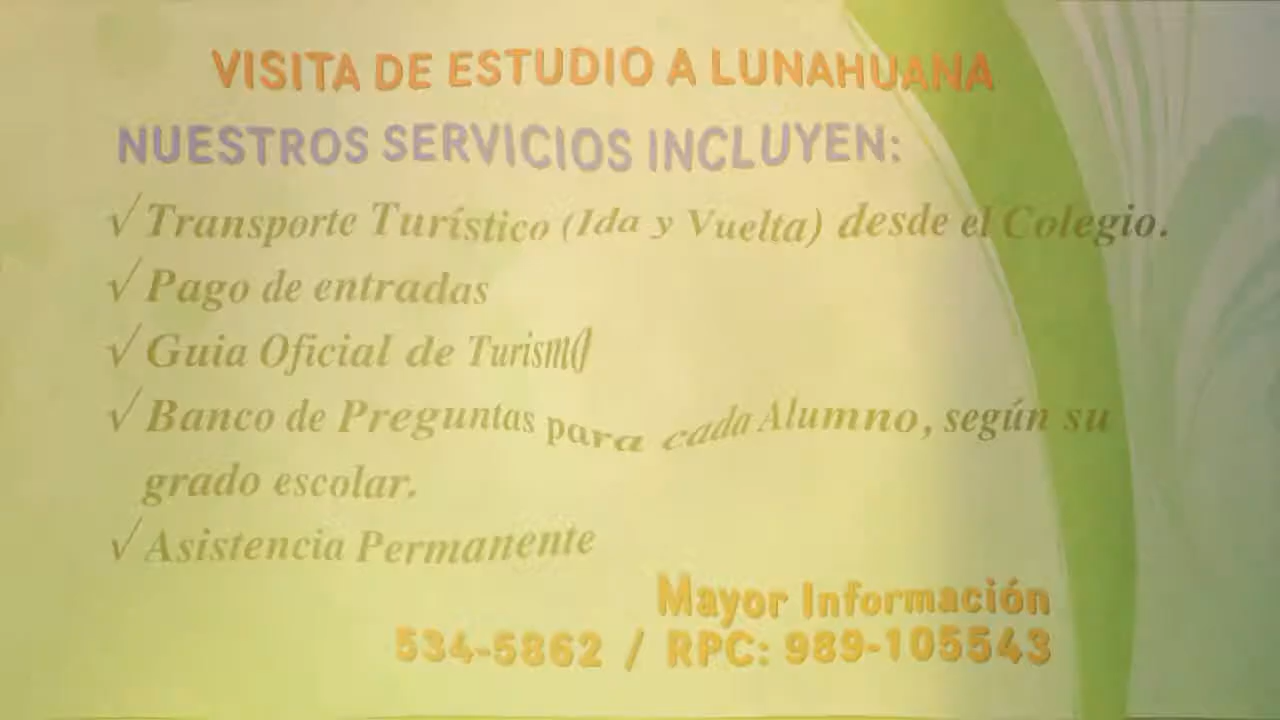 VISITA DE ESTUDIO A LUNAHUANA
NUESTROS SERVICIOS INCLUYEN:
√ Transporte Turístico (Ida y Vuelta) desde el Colegio.
√ Pago de entradas
√ Guia Oficial de Turismo
√ Banco de Preguntas para cada Alumno, según su
grado escolar.
√ Asistencia Permanente
Mayor Información
534-5862 / RPC: 989-105543